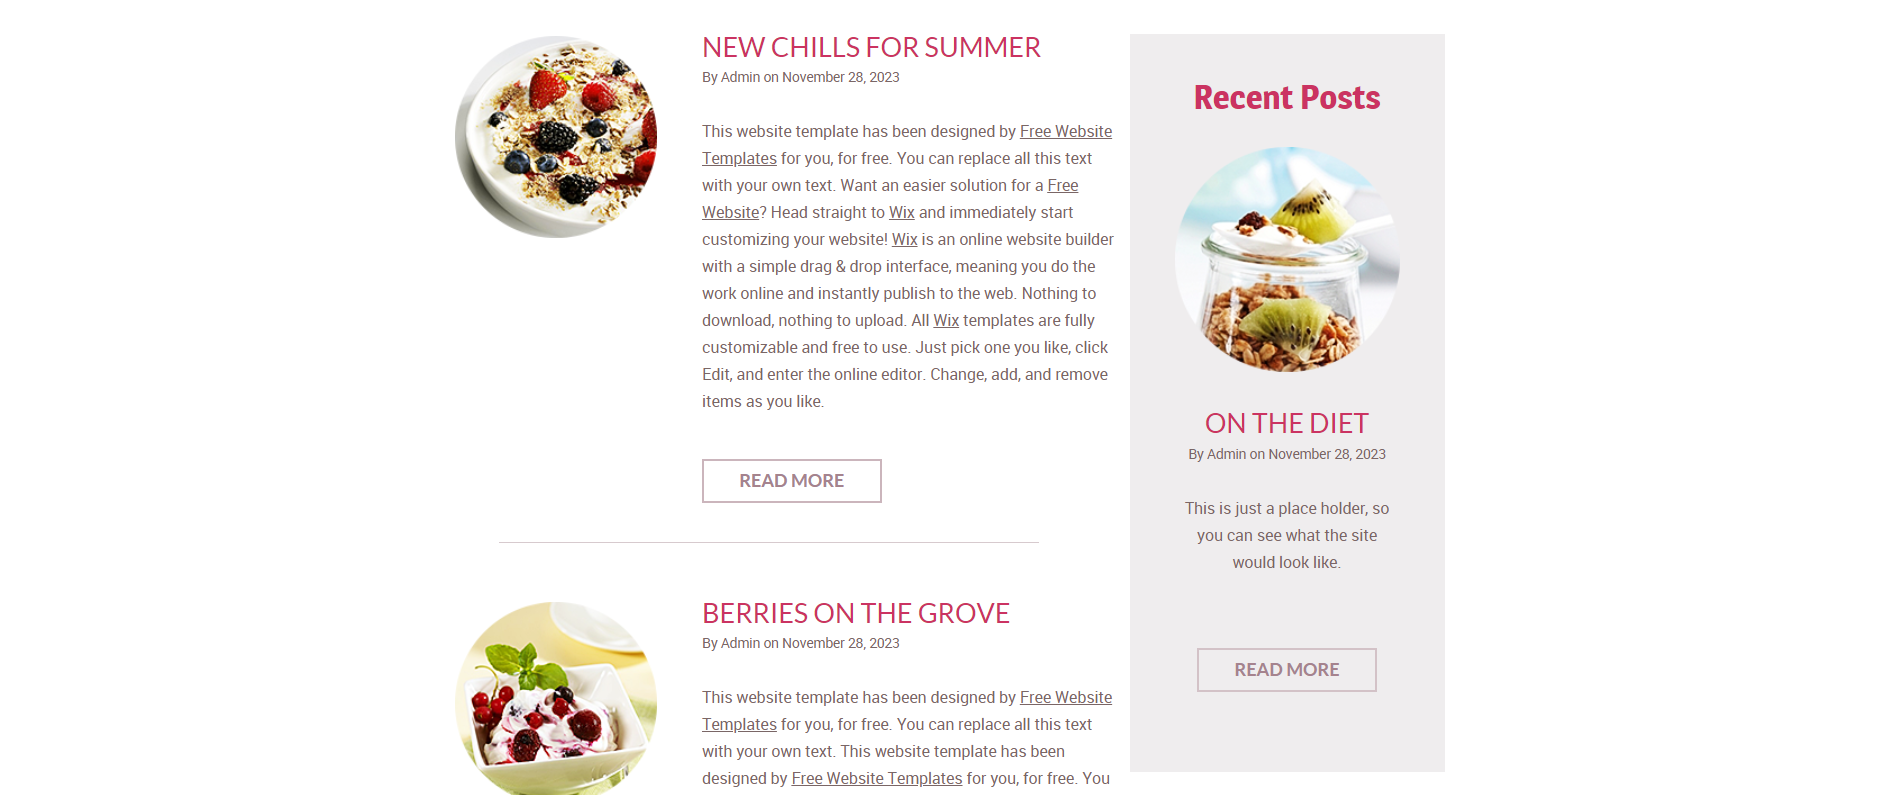 NEW CHILLS FOR SUMMER
By Admin on November 28, 2023
This website template has been designed by Free Website
Templates for you, for free. You can replace all this text
with your own text. Want an easier solution for a Free
Website? Head straight to Wix and immediately start
customizing your website! Wix is an online website builder
with a simple drag & drop interface, meaning you do the
work online and instantly publish to the web. Nothing to
download, nothing to upload. All Wix templates are fully
customizable and free to use. Just pick one you like, click
Edit, and enter the online editor. Change, add, and remove
items as you like.
READ MORE
BERRIES ON THE GROVE
By Admin on November 28, 2023
This website template has been designed by Free Website
Templates for you, for free. You can replace all this text
with your own text. This website template has been
designed by Free Website Templates for you, for free. You
Recent Posts
ON THE DIET
By Admin on November 28, 2023
This is just a place holder, so
you can see what the site
would look like.
READ MORE